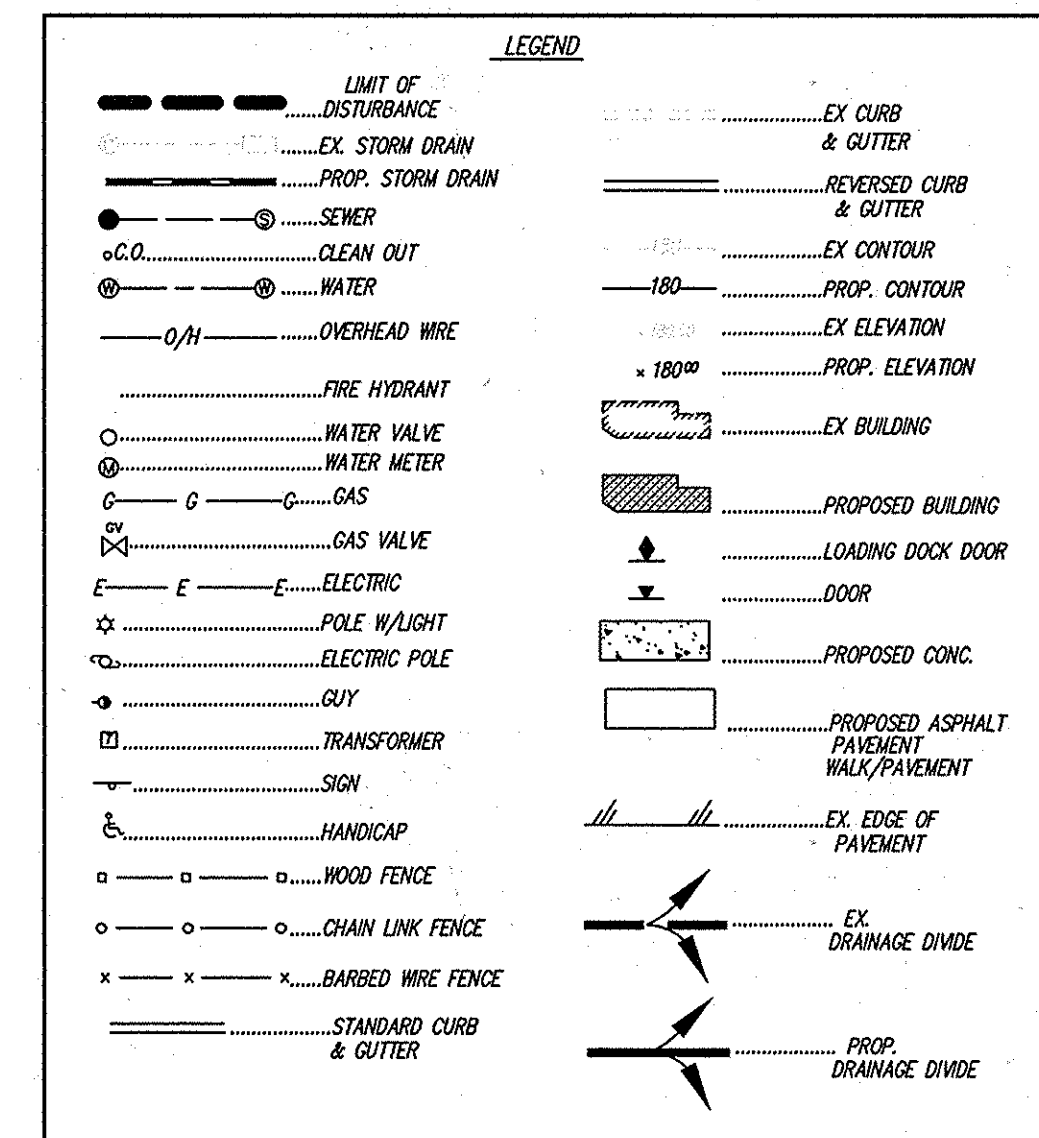 LEGEND
LIMIT OF
.......DISTURBANCE
.......EX. STORM DRAIN
.......PROP. STORM DRAIN
S .......SEWER
C.O..............................CLEAN OUT
W W .......WATER
O/H .......OVERHEAD WIRE
...................................FIRE HYDRANT
...................................WATER VALVE
M...................................WATER METER
G G G.......GAS
GV
...................................GAS VALVE
E E E.......ELECTRIC
...................................POLE W/LIGHT
...................................ELECTRIC POLE
...................................GUY
T ...................................TRANSFORMER
...................................SIGN
...................................HANDICAP
......WOOD FENCE
......CHAIN LINK FENCE
x x x......BARBED WIRE FENCE
..................STANDARD CURB
& GUTTER
..................EX CURB
& GUTTER
..................REVERSED CURB
& GUTTER
180 ..................EX CONTOUR
180 ..................PROP. CONTOUR
..................EX ELEVATION
x 180.00 ..................PROP. ELEVATION
..................EX BUILDING
..................PROPOSED BUILDING
..................LOADING DOCK DOOR
..................DOOR
..................PROPOSED CONC.
..................PROPOSED ASPHALT
PAVEMENT
WALK/PAVEMENT
..................EX. EDGE OF
PAVEMENT
.................. EX.
DRAINAGE DIVIDE
.................. PROP.
DRAINAGE DIVIDE